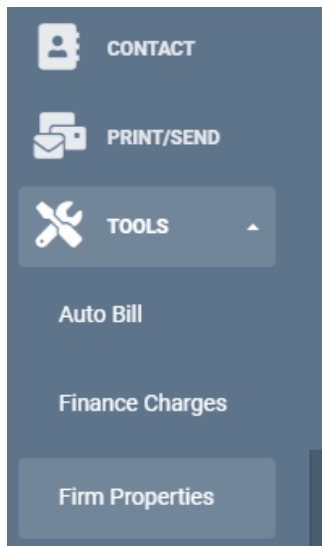 CONTACT
PRINT/SEND
TOOLS
Auto Bill
Finance Charges
Firm Properties